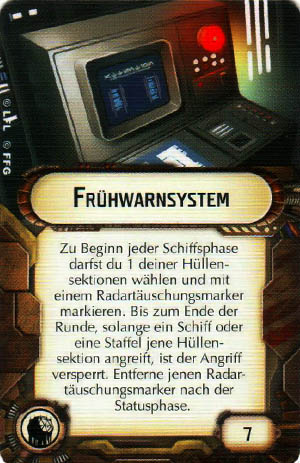 © LFL © FFG
FRÜHWARNSYSTEM
Zu Beginn jeder Schiffsphase
darfst du 1 deiner Hüllen-
sektionen wählen und mit
einem Radartäuschungsmarker
markieren. Bis zum Ende der
Runde, solange ein Schiff oder
eine Staffel jene Hüllen-
sektion angreift, ist der Angriff
versperrt. Entferne jenen Radar-
täuschungsmarker nach der
Statusphase.
7